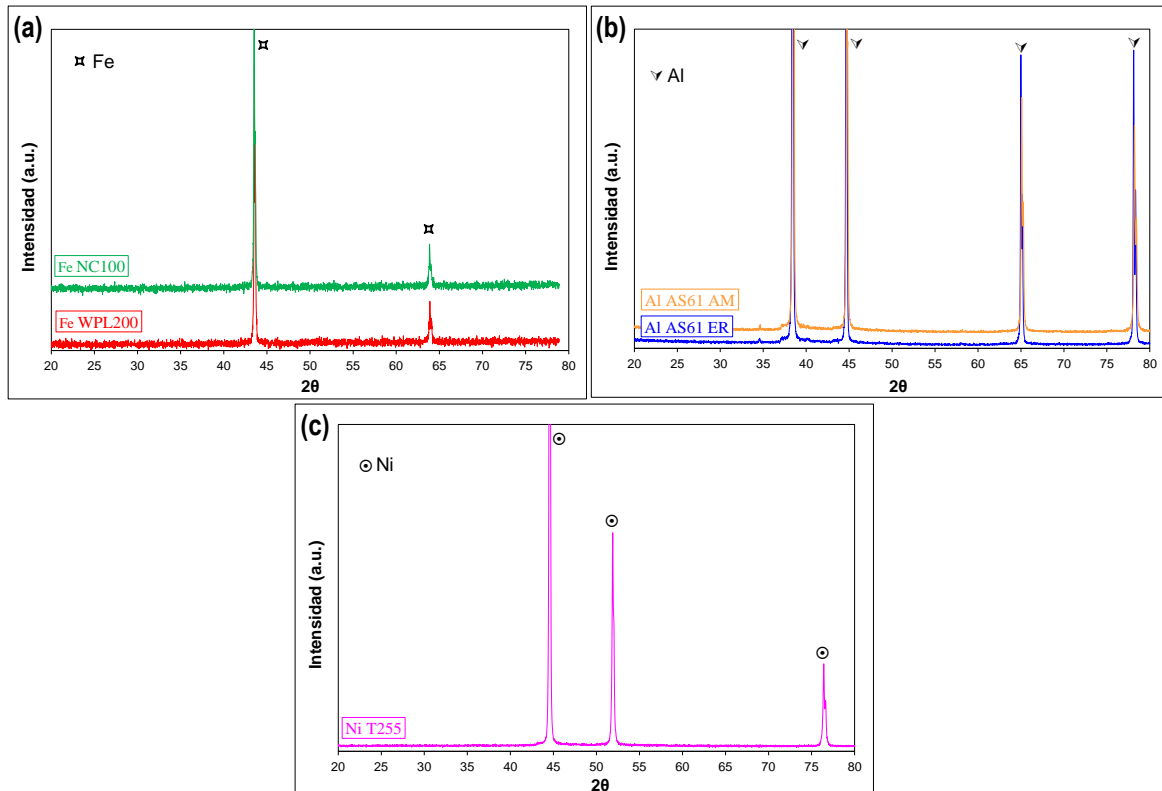 (a)
Fe
Intensidad (a.u.)
Fe NC100
Fe WPL200
20 25 30 35 40 45 50 55 60 65 70 75 80
2θ
(b)
Al
Intensidad (a.u.)
Al AS61 AM
Al AS61 ER
20 25 30 35 40 45 50 55 60 65 70 75 80
2θ
(c)
Ni
Intensidad (a.u.)
Ni T255
20 25 30 35 40 45 50 55 60 65 70 75 80
2θ